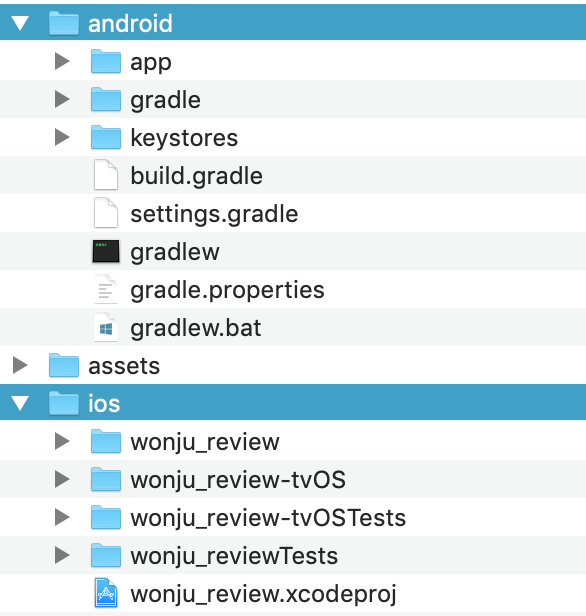 android
app
gradle
keystores
build.gradle
settings.gradle
gradlew
gradle.properties
gradlew.bat
assets
ios
wonju_review
wonju_review-tvOS
wonju_review-tvOSTests
wonju_reviewTests
wonju_review.xcodeproj